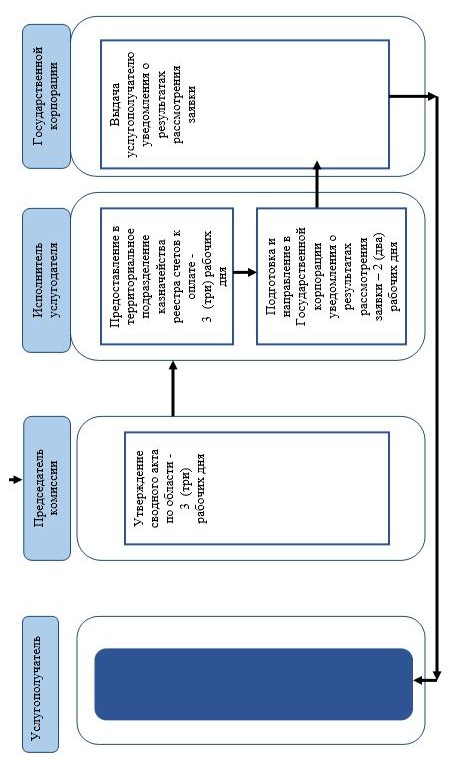 Услугополучатель
Председатель
комиссии
Исполнитель
услугодателя
Государственной
корпорации
Утверждение
сводного акта
по области -
3 (три)
рабочих дня
Предоставление в
территориальное
подразделение
казначейства
реестра счетов к
оплате -
3 (три) рабочих
дня
Подготовка и
направление в
Государственной
корпорации
уведомления о
результатах
рассмотрения
заявки – 2 (два)
рабочих дня
Выдача
услугополучателю
уведомления о
результатах
рассмотрения
заявки